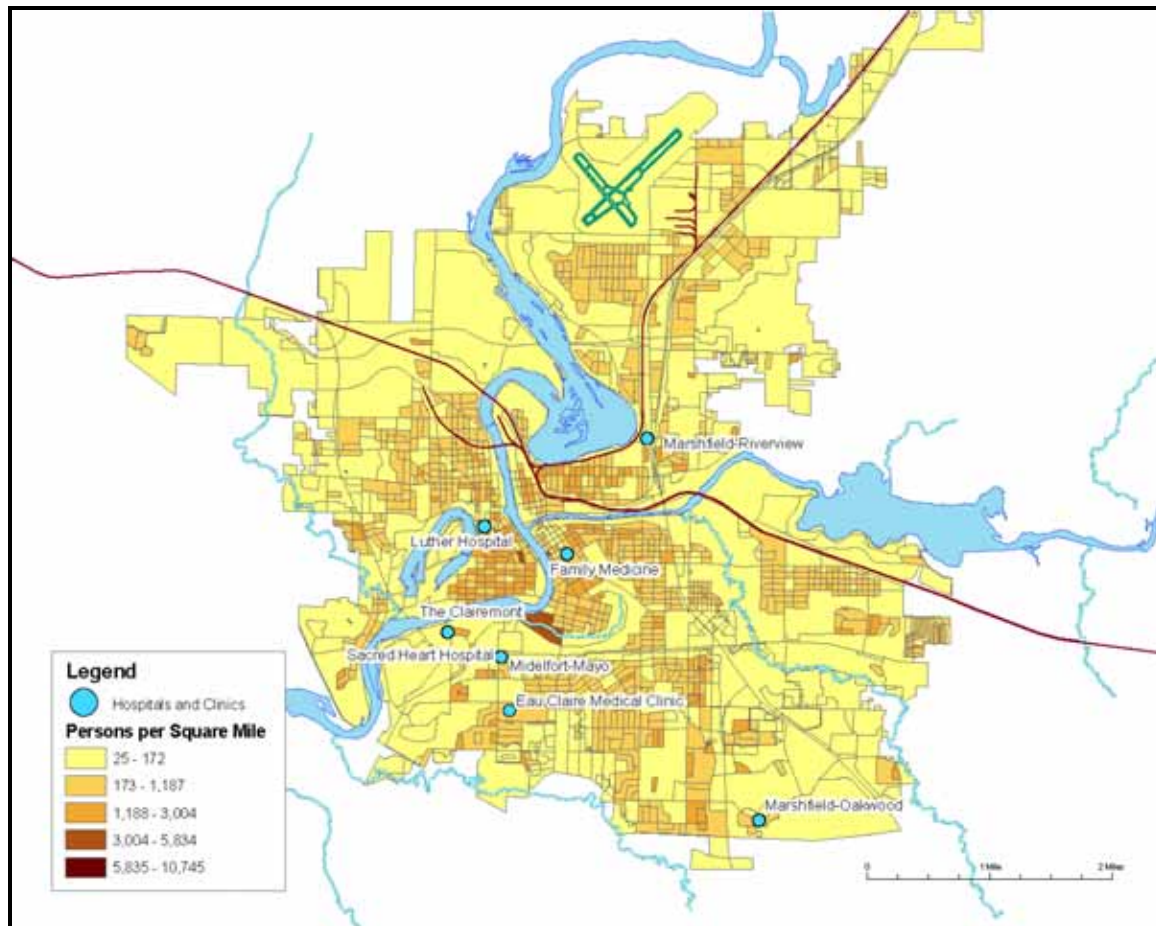 Marshfield-Riverview
Luther Hospital
Family Medicine
The Clairemont
Sacred Heart Hospital
Midelfort-Mayo
Eau Claire Medical Clinic
Marshfield-Oakwood
Legend
Hospitals and Clinics
Persons per Square Mile
25 - 172
173 - 1,187
1,188 - 3,004
3,004 - 5,834
5,835 - 10,745
0 1 Mile 2 Miles